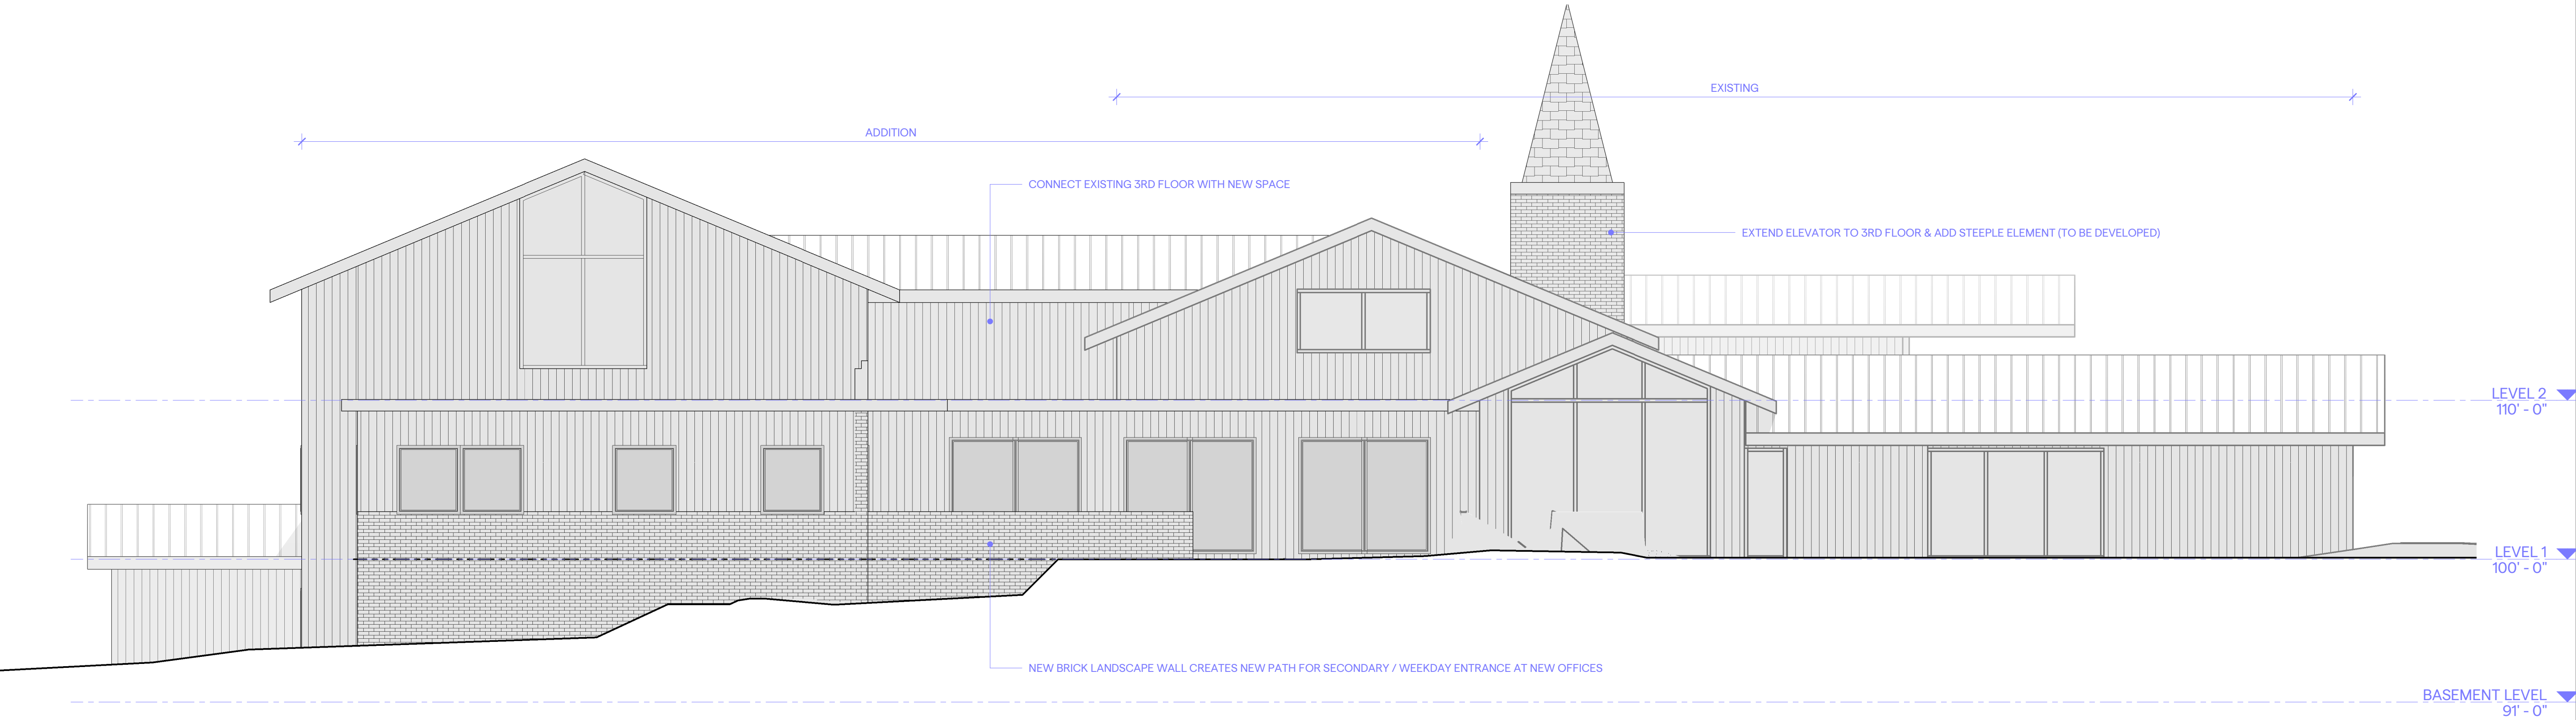 EXISTING
ADDITION
CONNECT EXISTING 3RD FLOOR WITH NEW SPACE
EXTEND ELEVATOR TO 3RD FLOOR & ADD STEEPLE ELEMENT (TO BE DEVELOPED)
LEVEL 2
110' - 0"
LEVEL 1
100' - 0"
NEW BRICK LANDSCAPE WALL CREATES NEW PATH FOR SECONDARY / WEEKDAY ENTRANCE AT NEW OFFICES
BASEMENT LEVEL
91' - 0"